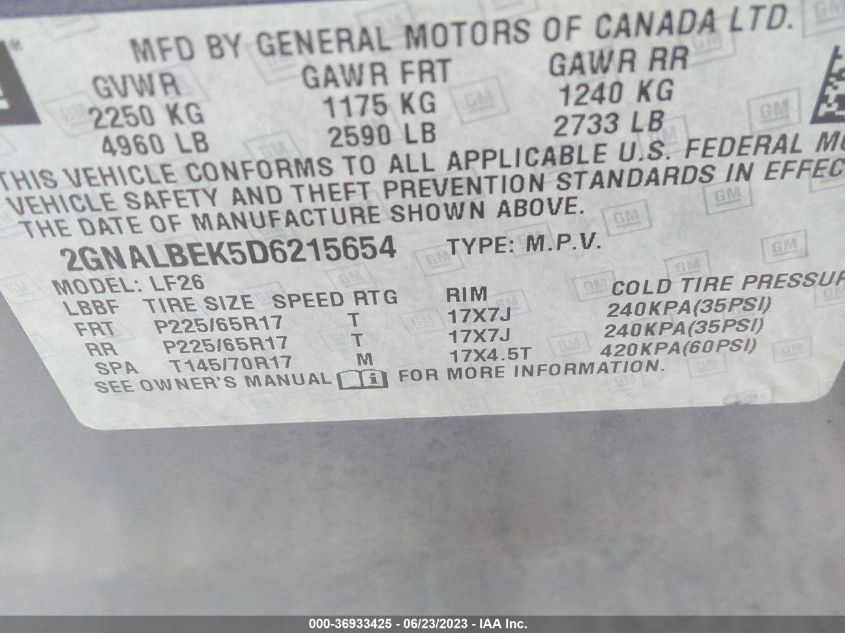 MFD BY GENERAL MOTORS OF CANADA LTD.
GVWR GAWR FRT GAWR RR
2250 KG 1175 KG 1240 KG
4960 LB 2590 LB 2733 LB
THIS VEHICLE CONFORMS TO ALL APPLICABLE U.S. FEDERAL MO
VEHICLE SAFETY AND THEFT PREVENTION STANDARDS IN EFFEC
THE DATE OF MANUFACTURE SHOWN ABOVE.
2GNALBEK5D6215654 TYPE: M.P.V.
MODEL: LF26
LBBF TIRE SIZE SPEED RTG RIM COLD TIRE PRESSUR
FRT P225/65R17 T 17X7J 240KPA(35PSI)
RR P225/65R17 T 17X7J 240KPA(35PSI)
SPA T145/70R17 M 17X4.5T 420KPA(60PSI)
SEE OWNER'S MANUAL FOR MORE INFORMATION.
000-36933425 - 06/23/2023 - IAA Inc.